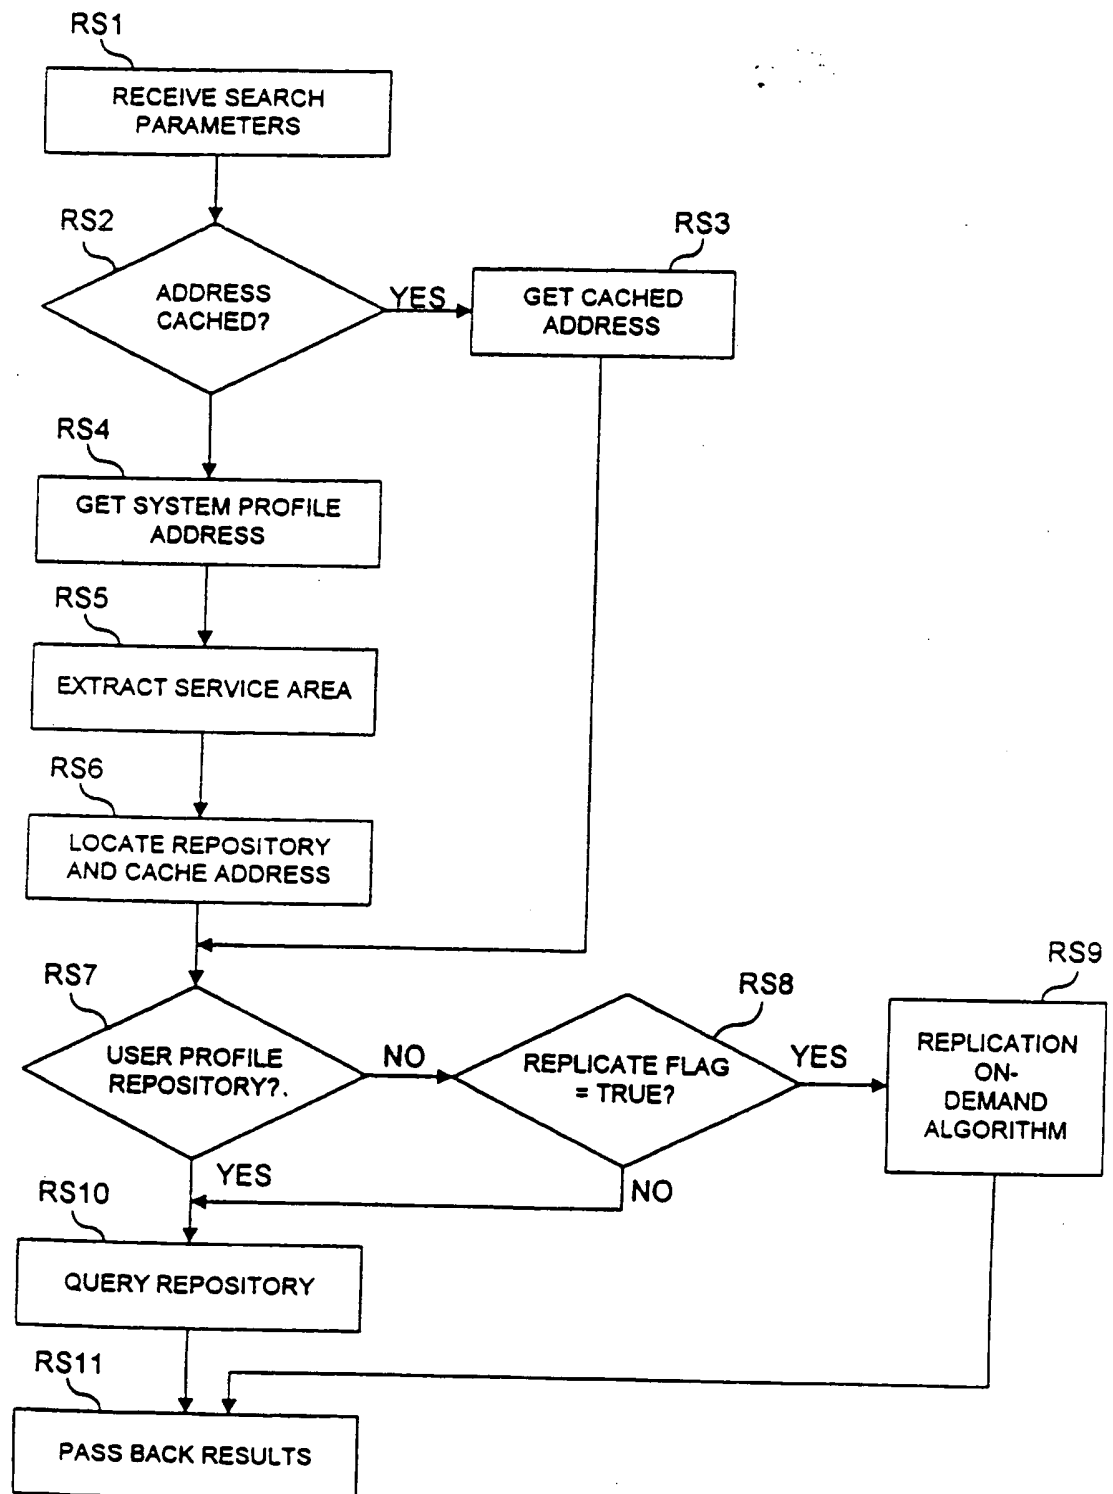 RS1
RECEIVE SEARCH
PARAMETERS
RS2
ADDRESS
CACHED?
YES
RS3
GET CACHED
ADDRESS
RS4
GET SYSTEM PROFILE
ADDRESS
RS5
EXTRACT SERVICE AREA
RS6
LOCATE REPOSITORY
AND CACHE ADDRESS
RS7
USER PROFILE
REPOSITORY?.
NO
RS8
REPLICATE FLAG
= TRUE?
YES
RS9
REPLICATION
ON-
DEMAND
ALGORITHM
YES
NO
RS10
QUERY REPOSITORY
RS11
PASS BACK RESULTS